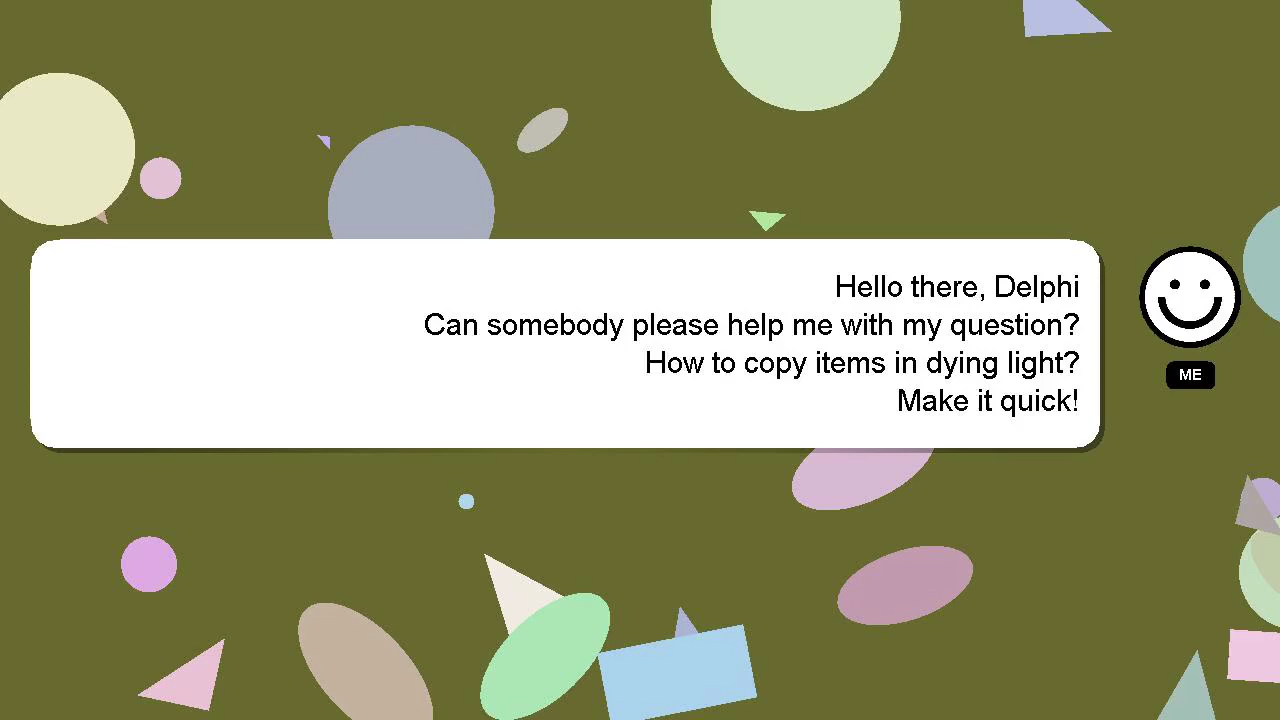 Hello there, Delphi
Can somebody please help me with my question?
How to copy items in dying light?
Make it quick!
ME